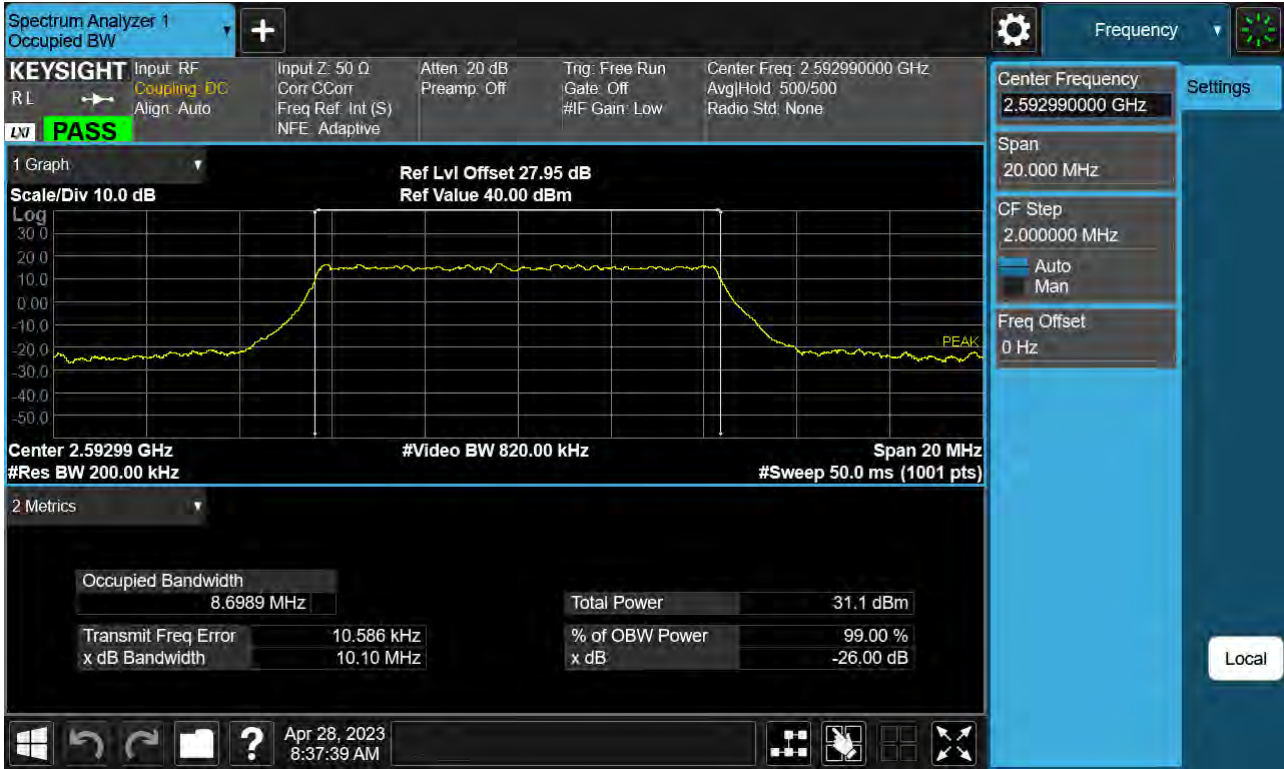 Spectrum Analyzer 1
Occupied BW
Frequency
KEYSIGHT
R L
LXI
PASS
Input: RF
Coupling: DC
Align: Auto
Input Z: 50 Ω
Corr CCorr
Freq Ref: Int (S)
NFE: Adaptive
Atten: 20 dB
Preamp: Off
Trig: Free Run
Gate: Off
#IF Gain: Low
Center Freq: 2.592990000 GHz
Avg|Hold: 500/500
Radio Std: None
Center Frequency
2.592990000 GHz
Settings
Span
20.000 MHz
CF Step
2.000000 MHz
Auto
Man
Freq Offset
0 Hz
Local
1 Graph
Scale/Div 10.0 dB
Ref Lvl Offset 27.95 dB
Ref Value 40.00 dBm
Log
30.0
20.0
10.0
0.00
-10.0
-20.0
-30.0
-40.0
-50.0
PEAK
Center 2.59299 GHz
#Video BW 820.00 kHz
Span 20 MHz
#Res BW 200.00 kHz
#Sweep 50.0 ms (1001 pts)
2 Metrics
Occupied Bandwidth
8.6989 MHz
Total Power 31.1 dBm
Transmit Freq Error 10.586 kHz
% of OBW Power 99.00 %
x dB Bandwidth 10.10 MHz
x dB -26.00 dB
?
Apr 28, 2023
8:37:39 AM